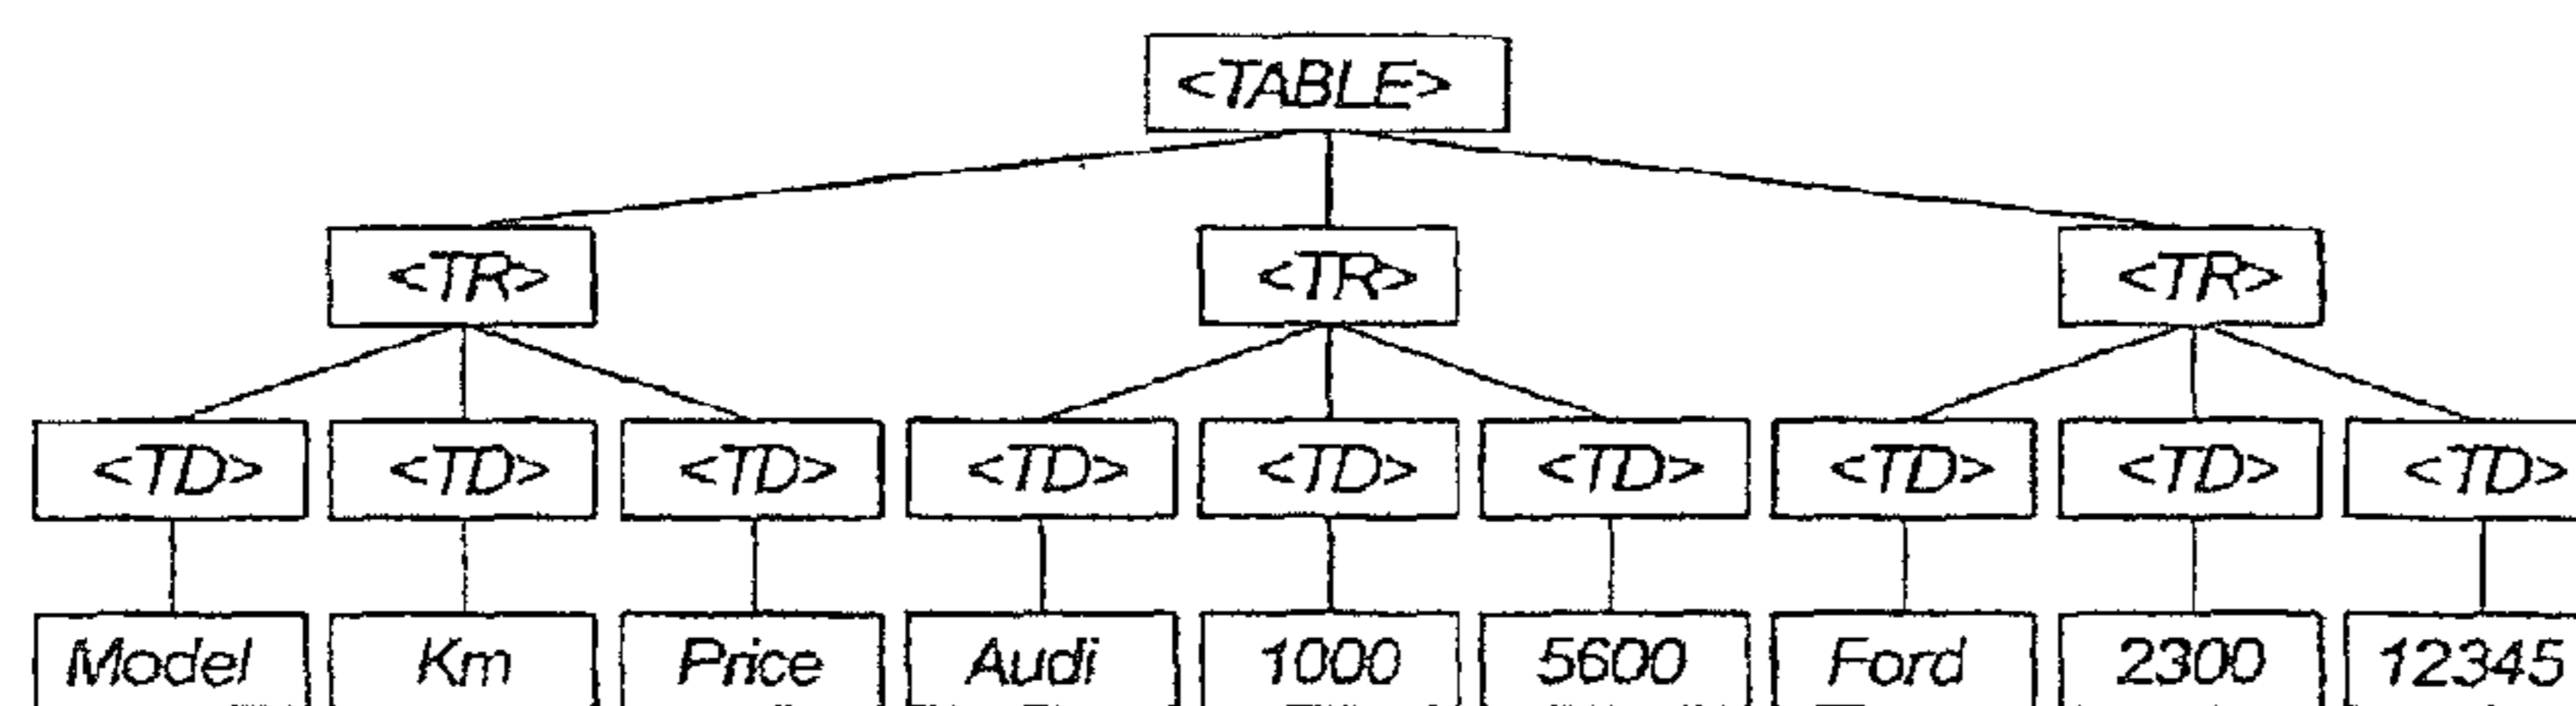 <TABLE>
<TR> <TR> <TR>
<TD> <TD> <TD> <TD> <TD> <TD> <TD> <TD> <TD>
Model Km Price Audi 1000 5600 Ford 2300 12345